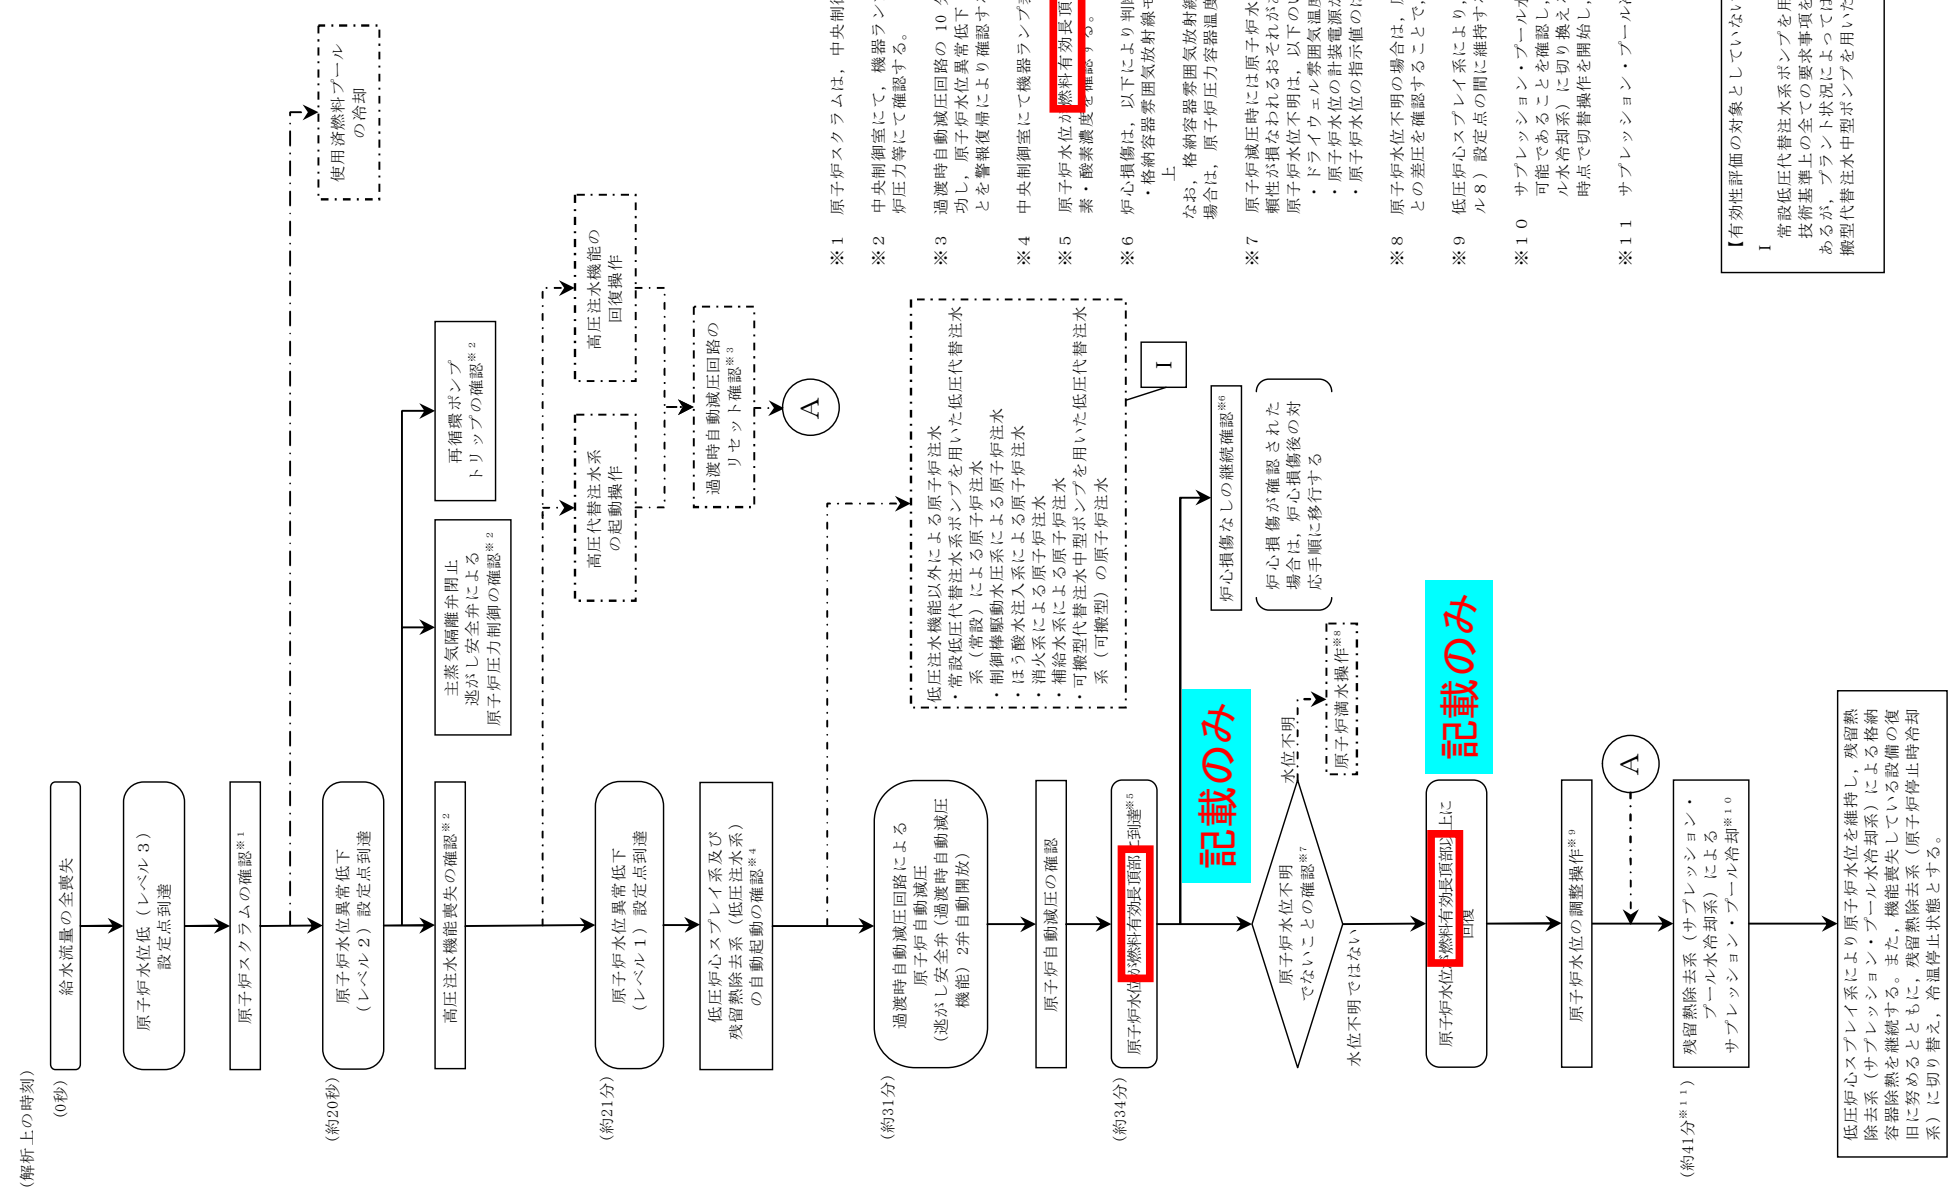 (解析上の時刻)
(0秒)
給水流量の全喪失
原子炉水位低(レベル3)
設定点到達
原子炉スクラムの確認※1
使用済燃料プール
の冷却
(約20秒)
原子炉水位異常低下
(レベル2)設定点到達
高圧注水機能喪失の確認※2
主蒸気隔離弁閉止
逃がし安全弁による
原子炉圧力制御の確認※2
再循環ポンプ
トリップの確認※2
(約21分)
原子炉水位異常低下
(レベル1)設定点到達
高圧代替注水系
の起動操作
高圧注水機能の
回復操作
過渡時自動減圧回路の
リセット確認※3
A
低圧炉心スプレイ系及び
残留熱除去系(低圧注水系)
の自動起動の確認※4
(約31分)
過渡時自動減圧回路による
原子炉自動減圧
(逃がし安全弁(過渡時自動減圧
機能)2弁自動開放)
低圧注水機能以外による原子炉注水
・常設低圧代替注水系ポンプを用いた低圧代替注水
系(常設)による原子炉注水
・制御棒駆動水圧系による原子炉注水
・ほう酸水注入系による原子炉注水
・消火系による原子炉注水
・補給水系による原子炉注水
・可搬型代替注水中型ポンプを用いた低圧代替注水
系(可搬型)の原子炉注水
I
原子炉自動減圧の確認
(約34分)
原子炉水位が燃料有効長頂部に到達※5
記載のみ
炉心損傷なしの継続確認※6
炉心損傷が確認された
場合は,炉心損傷後の対
応手順に移行する
原子炉水位不明
でないことの確認※7
水位不明
原子炉満水操作※8
水位不明ではない
原子炉水位が燃料有効長頂部以上に
回復
記載のみ
原子炉水位の調整操作※9
A
(約41分※11)
残留熱除去系(サプレッション・
プール水冷却系)による
サプレッション・プール冷却※10
低圧炉心スプレイ系により原子炉水位を維持し,残留熱
除去系(サプレッション・プール水冷却系)による格納
容器除熱を継続する。また,機能喪失している設備の復
旧に努めるとともに,残留熱除去系(原子炉停止時冷却
系)に切り替え,冷温停止状態とする。
※1 原子炉スクラムは,中央制御
※2 中央制御室にて,機器ランプ
炉圧力等にて確認する。
※3 過渡時自動減圧回路の10
功し,原子炉水位異常低下
とを警報復帰により確認する
※4 中央制御室にて機器ランプ表
※5 原子炉水位が燃料有効長頂
素・酸素濃度を確認する。
※6 炉心損傷は,以下により判断
・格納容器雰囲気放射線モ
上
なお,格納容器雰囲気放射線
場合は,原子炉圧力容器温度
※7 原子炉減圧時には原子炉水
頼性が損なわれるおそれがあ
原子炉水位不明は,以下のい
・ドライウェル雰囲気温度
・原子炉水位の計装電源が
・原子炉水位の指示値のば
※8 原子炉水位不明の場合は,
との差圧を確認することで,
※9 低圧炉心スプレイ系により,
ル8)設定点の間に維持する
※10 サプレッション・プール水
可能であることを確認し,
ル水冷却系)に切り換える
時点で切替操作を開始し,
※11 サプレッション・プール冷
【有効性評価の対象としていない
I
常設低圧代替注水系ポンプを用
技術基準上の全ての要求事項を
あるが,プラント状況によっては
搬型代替注水中型ポンプを用いた